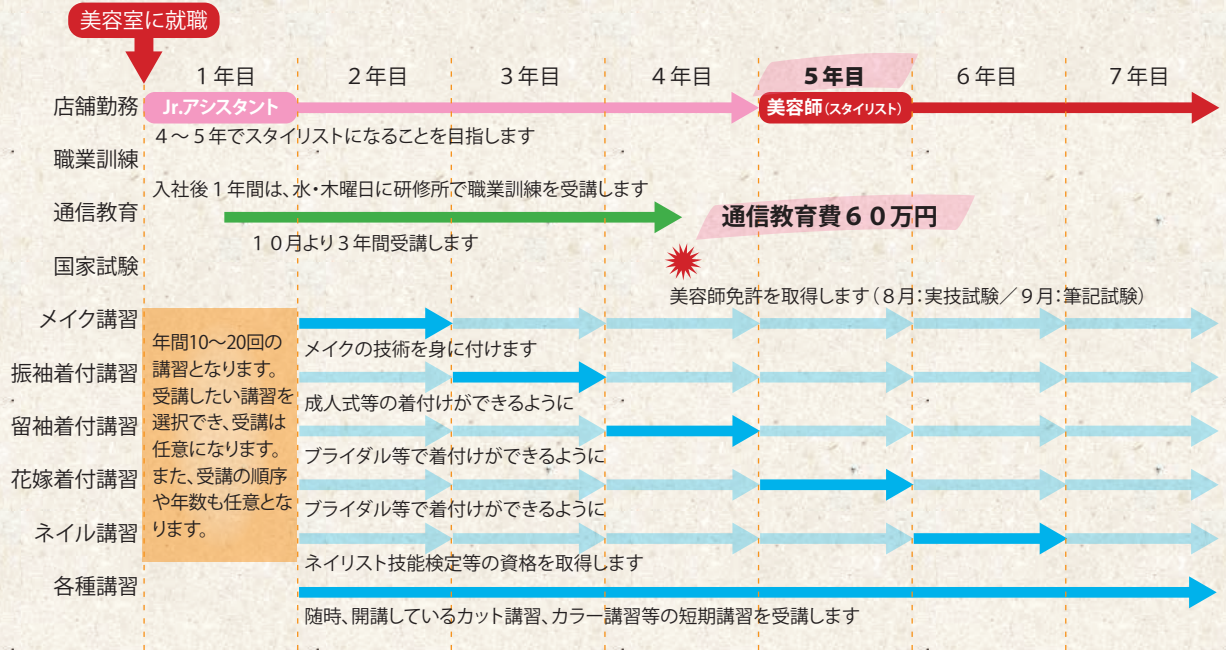 美容室に就職
1年目 2年目 3年目 4年目 5年目 6年目 7年目
店舗勤務 Jr.アシスタント 美容師(スタイリスト)
4〜5年でスタイリストになることを目指します
職業訓練
入社後1年間は、水・木曜日に研修所で職業訓練を受講します
通信教育 通信教育費60万円
10月より3年間受講します
国家試験
美容師免許を取得します(8月:実技試験/9月:筆記試験)
メイク講習
メイクの技術を身に付けます
振袖着付講習
成人式等の着付けができるように
留袖着付講習
ブライダル等で着付けができるように
花嫁着付講習
ブライダル等で着付けができるように
ネイル講習
ネイリスト技能検定等の資格を取得します
各種講習
随時、開講しているカット講習、カラー講習等の短期講習を受講します
年間10〜20回の
講習となります。
受講したい講習を
選択でき、受講は
任意になります。
また、受講の順序
や年数も任意とな
ります。